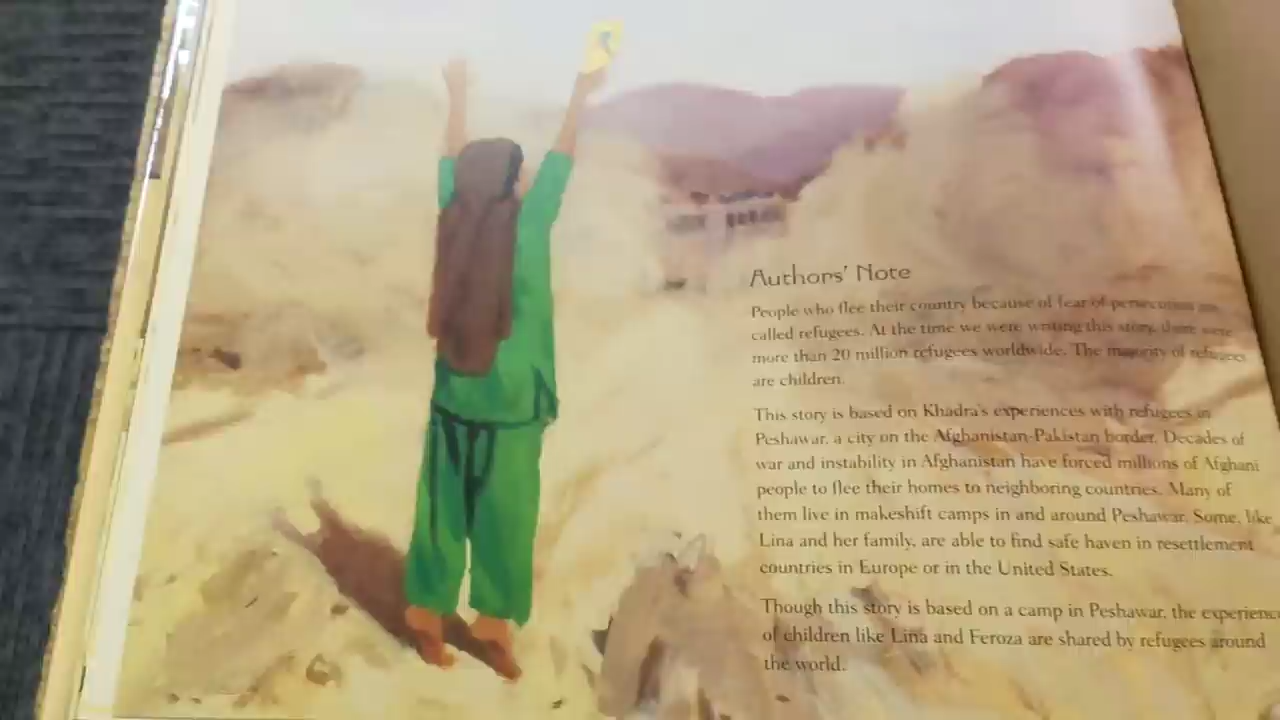 Authors' Note
People who flee their country because of fear of persecution are
called refugees. At the time we were writing this story, there were
more than 20 million refugees worldwide. The majority of refugees
are children.
This story is based on Khadra's experiences with refugees in
Peshawar, a city on the Afghanistan-Pakistan border. Decades of
war and instability in Afghanistan have forced millions of Afghani
people to flee their homes to neighboring countries. Many of
them live in makeshift camps in and around Peshawar. Some, like
Lina and her family, are able to find safe haven in resettlement
countries in Europe or in the United States.
Though this story is based on a camp in Peshawar, the experienc
of children like Lina and Feroza are shared by refugees around
the world.